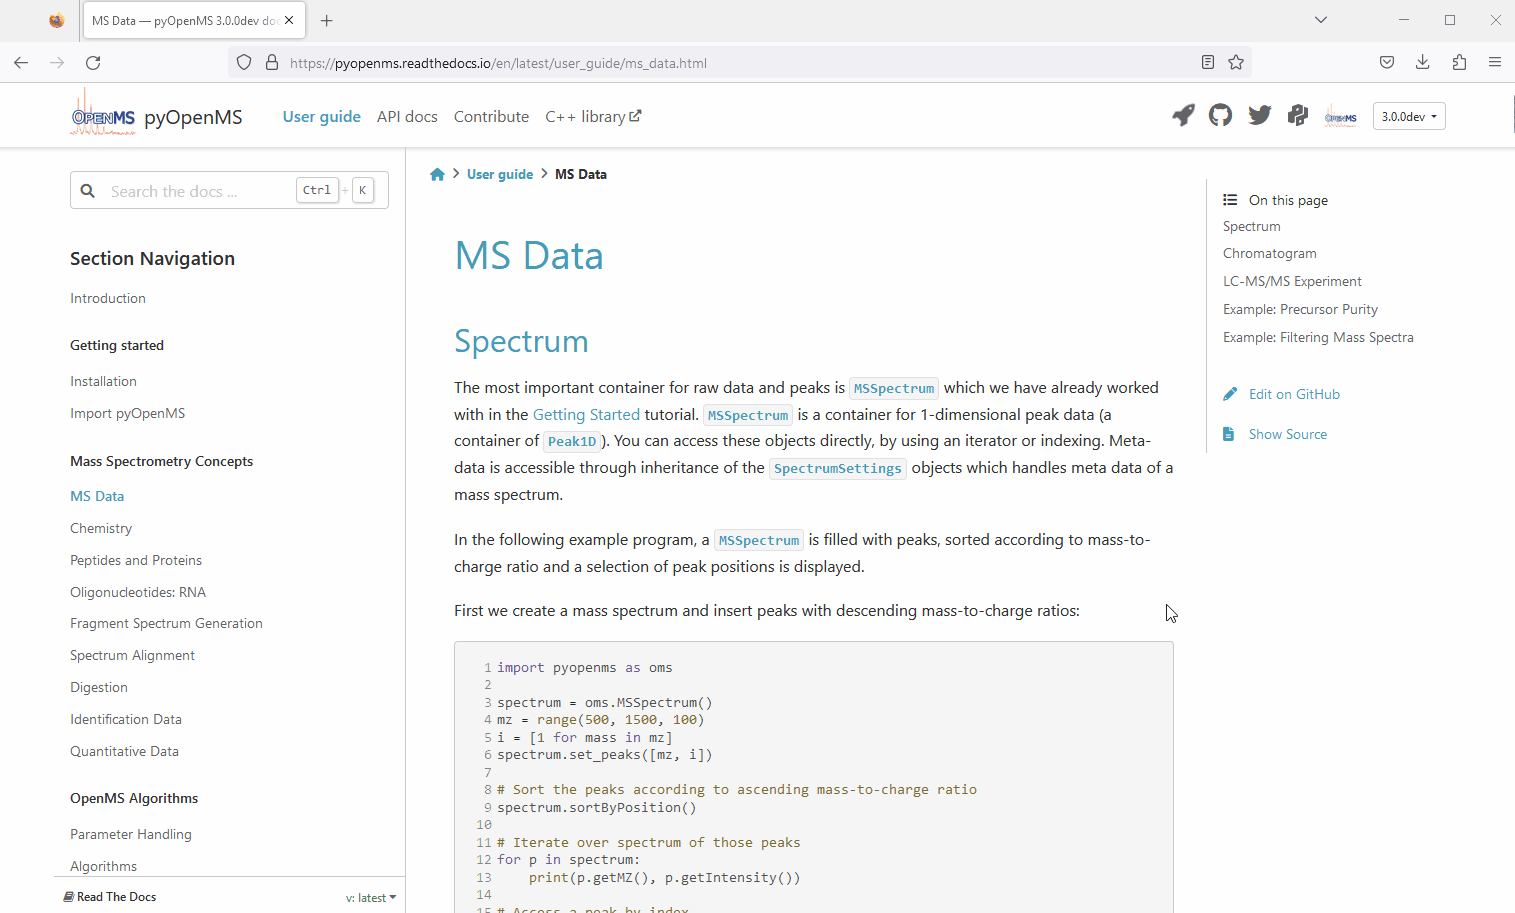 MS Data — pyOpenMS 3.0.0dev do
https://pyopenms.readthedocs.io/en/latest/user_guide/ms_data.html
OPENMS pyOpenMS User guide API docs Contribute C++ library OPENMS 3.0.0dev
Search the docs ... Ctrl + K
Section Navigation
Introduction
Getting started
Installation
Import pyOpenMS
Mass Spectrometry Concepts
MS Data
Chemistry
Peptides and Proteins
Oligonucleotides: RNA
Fragment Spectrum Generation
Spectrum Alignment
Digestion
Identification Data
Quantitative Data
OpenMS Algorithms
Parameter Handling
Algorithms
Read The Docs v: latest
User guide MS Data
MS Data
Spectrum
The most important container for raw data and peaks is MSSpectrum which we have already worked
with in the Getting Started tutorial. MSSpectrum is a container for 1-dimensional peak data (a
container of Peak1D). You can access these objects directly, by using an iterator or indexing. Meta-
data is accessible through inheritance of the SpectrumSettings objects which handles meta data of a
mass spectrum.
In the following example program, a MSSpectrum is filled with peaks, sorted according to mass-to-
charge ratio and a selection of peak positions is displayed.
First we create a mass spectrum and insert peaks with descending mass-to-charge ratios:
1 import pyopenms as oms
2
3 spectrum = oms.MSSpectrum()
4 mz = range(500, 1500, 100)
5 i = [1 for mass in mz]
6 spectrum.set_peaks([mz, i])
7
8 # Sort the peaks according to ascending mass-to-charge ratio
9 spectrum.sortByPosition()
10
11 # Iterate over spectrum of those peaks
12 for p in spectrum:
13     print(p.getMZ(), p.getIntensity())
14
15 # Access a peak by index
On this page
Spectrum
Chromatogram
LC-MS/MS Experiment
Example: Precursor Purity
Example: Filtering Mass Spectra
Edit on GitHub
Show Source